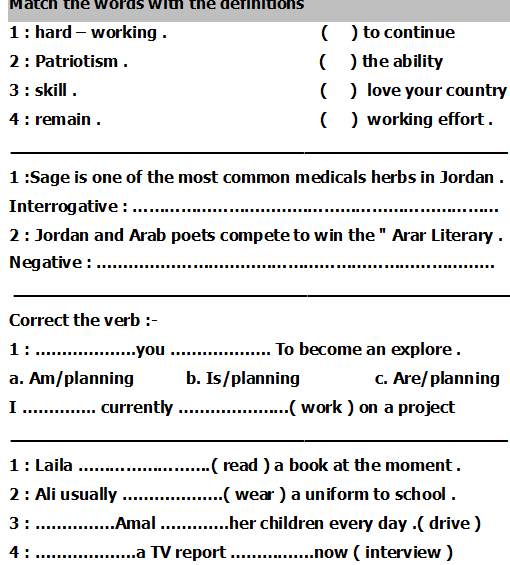 Match the words with the definitions
1 : hard – working . ( ) to continue
2 : Patriotism . ( ) the ability
3 : skill . ( ) love your country
4 : remain . ( ) working effort .
1 :Sage is one of the most common medicals herbs in Jordan .
Interrogative : ……………………………………………………………
2 : Jordan and Arab poets compete to win the " Arar Literary .
Negative : …………………………………………………………………
Correct the verb :-
1 : ……………….you ………………. To become an explore .
a. Am/planning b. Is/planning c. Are/planning
I ………….. currently …………………( work ) on a project
1 : Laila …………………….( read ) a book at the moment .
2 : Ali usually ……………….( wear ) a uniform to school .
3 : ……………Amal ………….her children every day .( drive )
4 : ……………….a TV report …………….now ( interview )